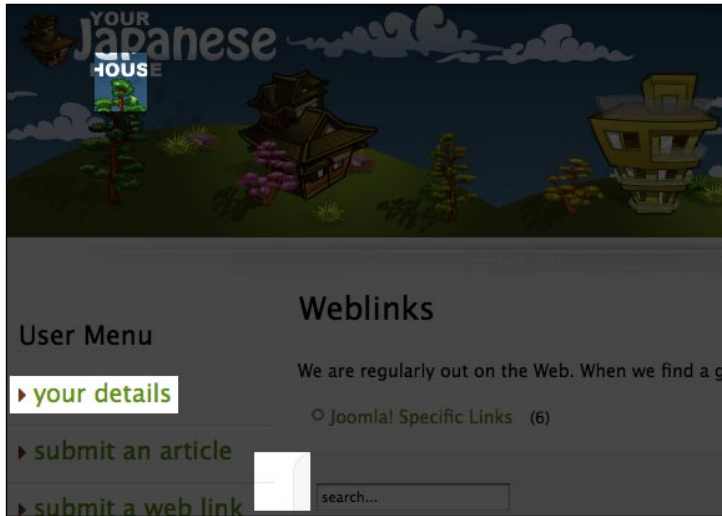 YOUR
Japanese
HOUSE
Weblinks
User Menu
We are regularly out on the Web. When we find a g
your details
Joomla! Specific Links (6)
submit an article
search...
submit a web link